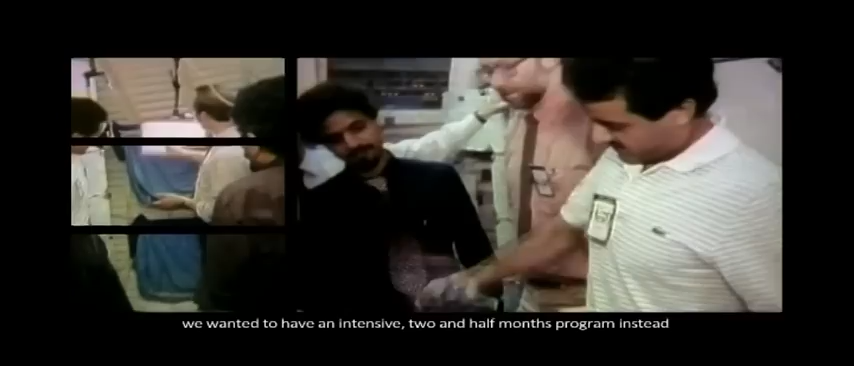 we wanted to have an intensive, two and half months program instead